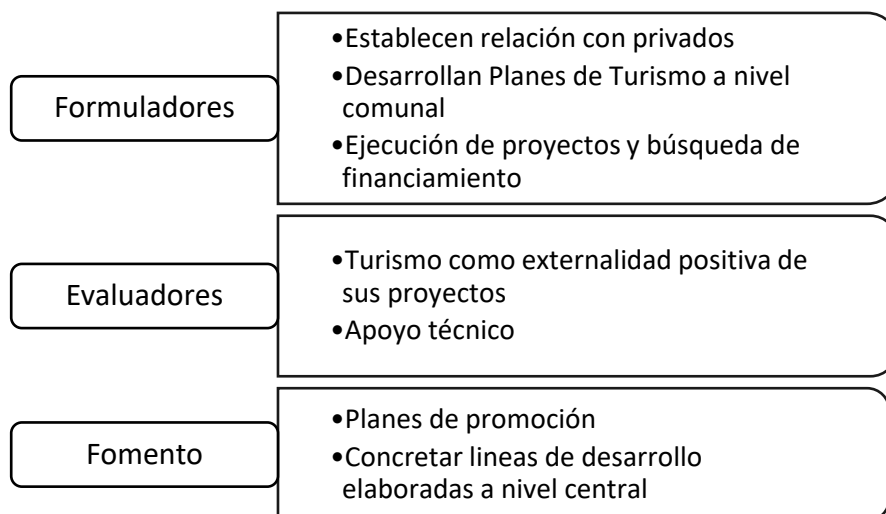 Formuladores
•Establecen relación con privados
•Desarrollan Planes de Turismo a nivel
comunal
•Ejecución de proyectos y búsqueda de
financiamiento
Evaluadores
•Turismo como externalidad positiva de
sus proyectos
•Apoyo técnico
Fomento
•Planes de promoción
•Concretar lineas de desarrollo
elaboradas a nivel central